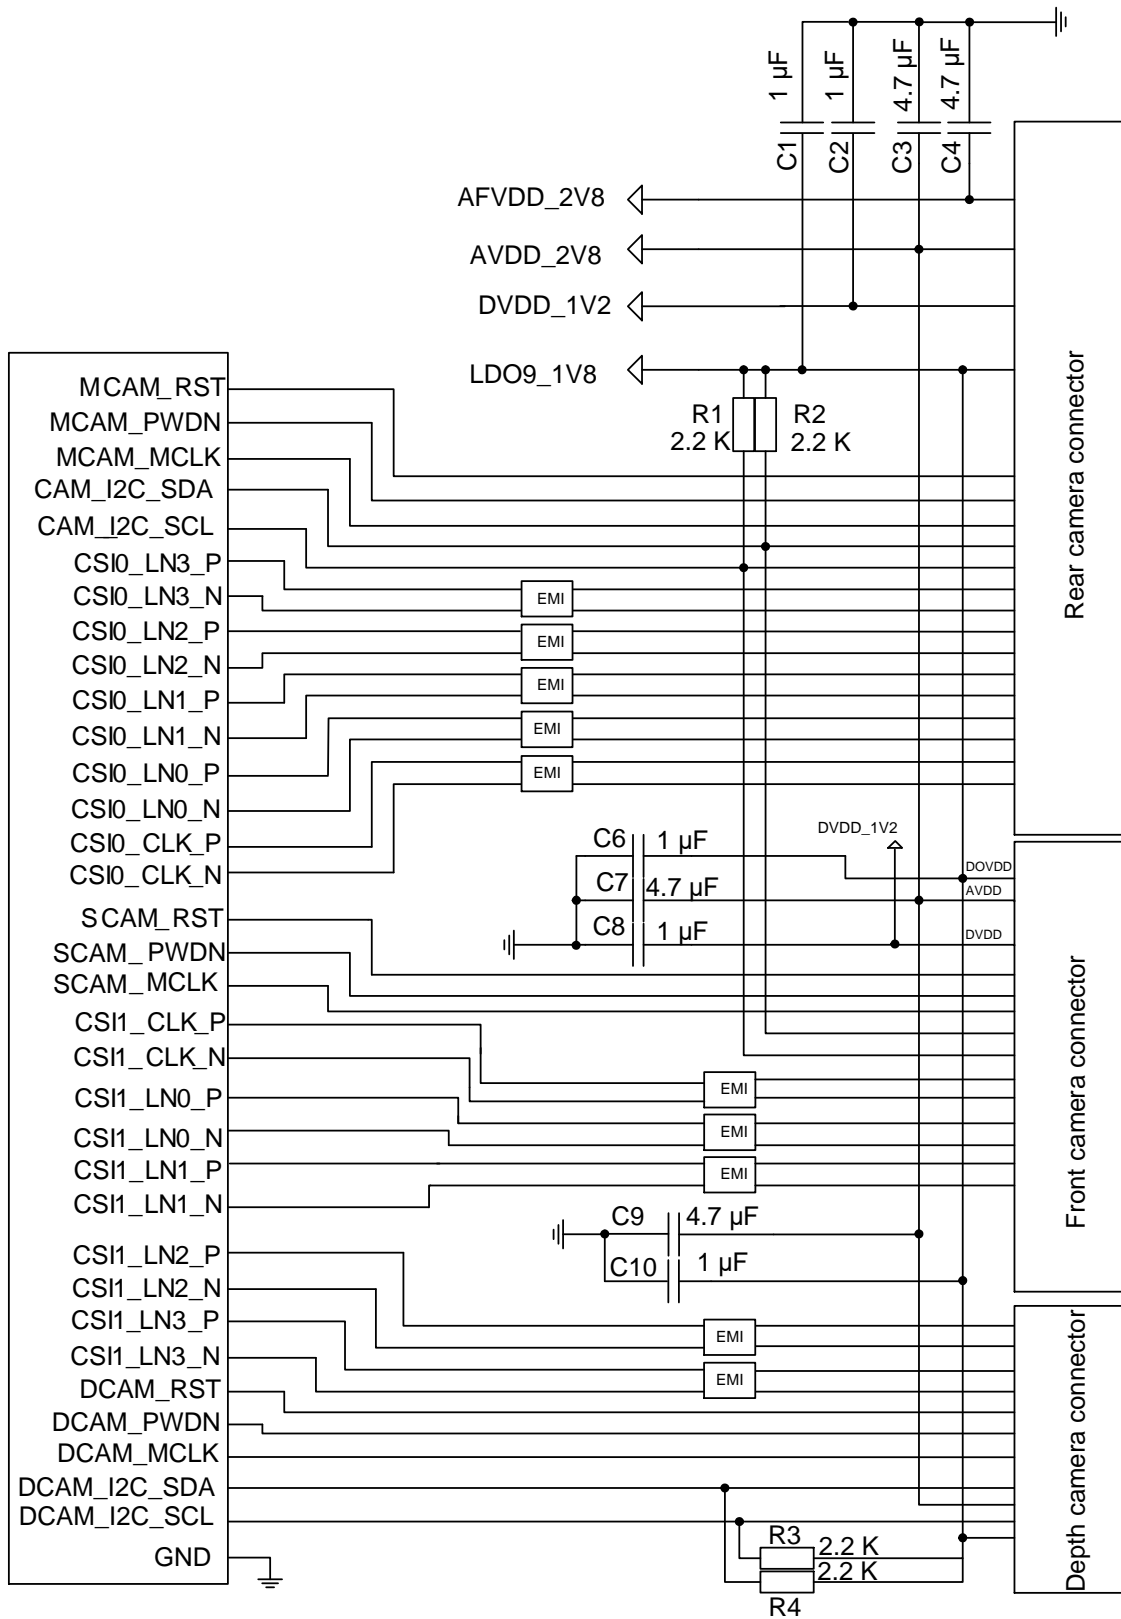 1 µF
1 µF
4.7 µF
4.7 µF
C1
C2
C3
C4
AFVDD_2V8
AVDD_2V8
DVDD_1V2
LDO9_1V8
R1
2.2 K
R2
2.2 K
Rear camera connector
MCAM_RST
MCAM_PWDN
MCAM_MCLK
CAM_I2C_SDA
CAM_I2C_SCL
CSI0_LN3_P
CSI0_LN3_N
CSI0_LN2_P
CSI0_LN2_N
CSI0_LN1_P
CSI0_LN1_N
CSI0_LN0_P
CSI0_LN0_N
CSI0_CLK_P
CSI0_CLK_N
EMI
EMI
EMI
EMI
EMI
DVDD_1V2
C6
1 µF
C7
4.7 µF
C8
1 µF
DOVDD
AVDD
DVDD
SCAM_RST
SCAM_PWDN
SCAM_MCLK
CSI1_CLK_P
CSI1_CLK_N
CSI1_LN0_P
CSI1_LN0_N
CSI1_LN1_P
CSI1_LN1_N
EMI
EMI
EMI
Front camera connector
C9
4.7 µF
C10
1 µF
CSI1_LN2_P
CSI1_LN2_N
CSI1_LN3_P
CSI1_LN3_N
EMI
EMI
DCAM_RST
DCAM_PWDN
DCAM_MCLK
DCAM_I2C_SDA
DCAM_I2C_SCL
GND
R3
2.2 K
2.2 K
R4
Depth camera connector